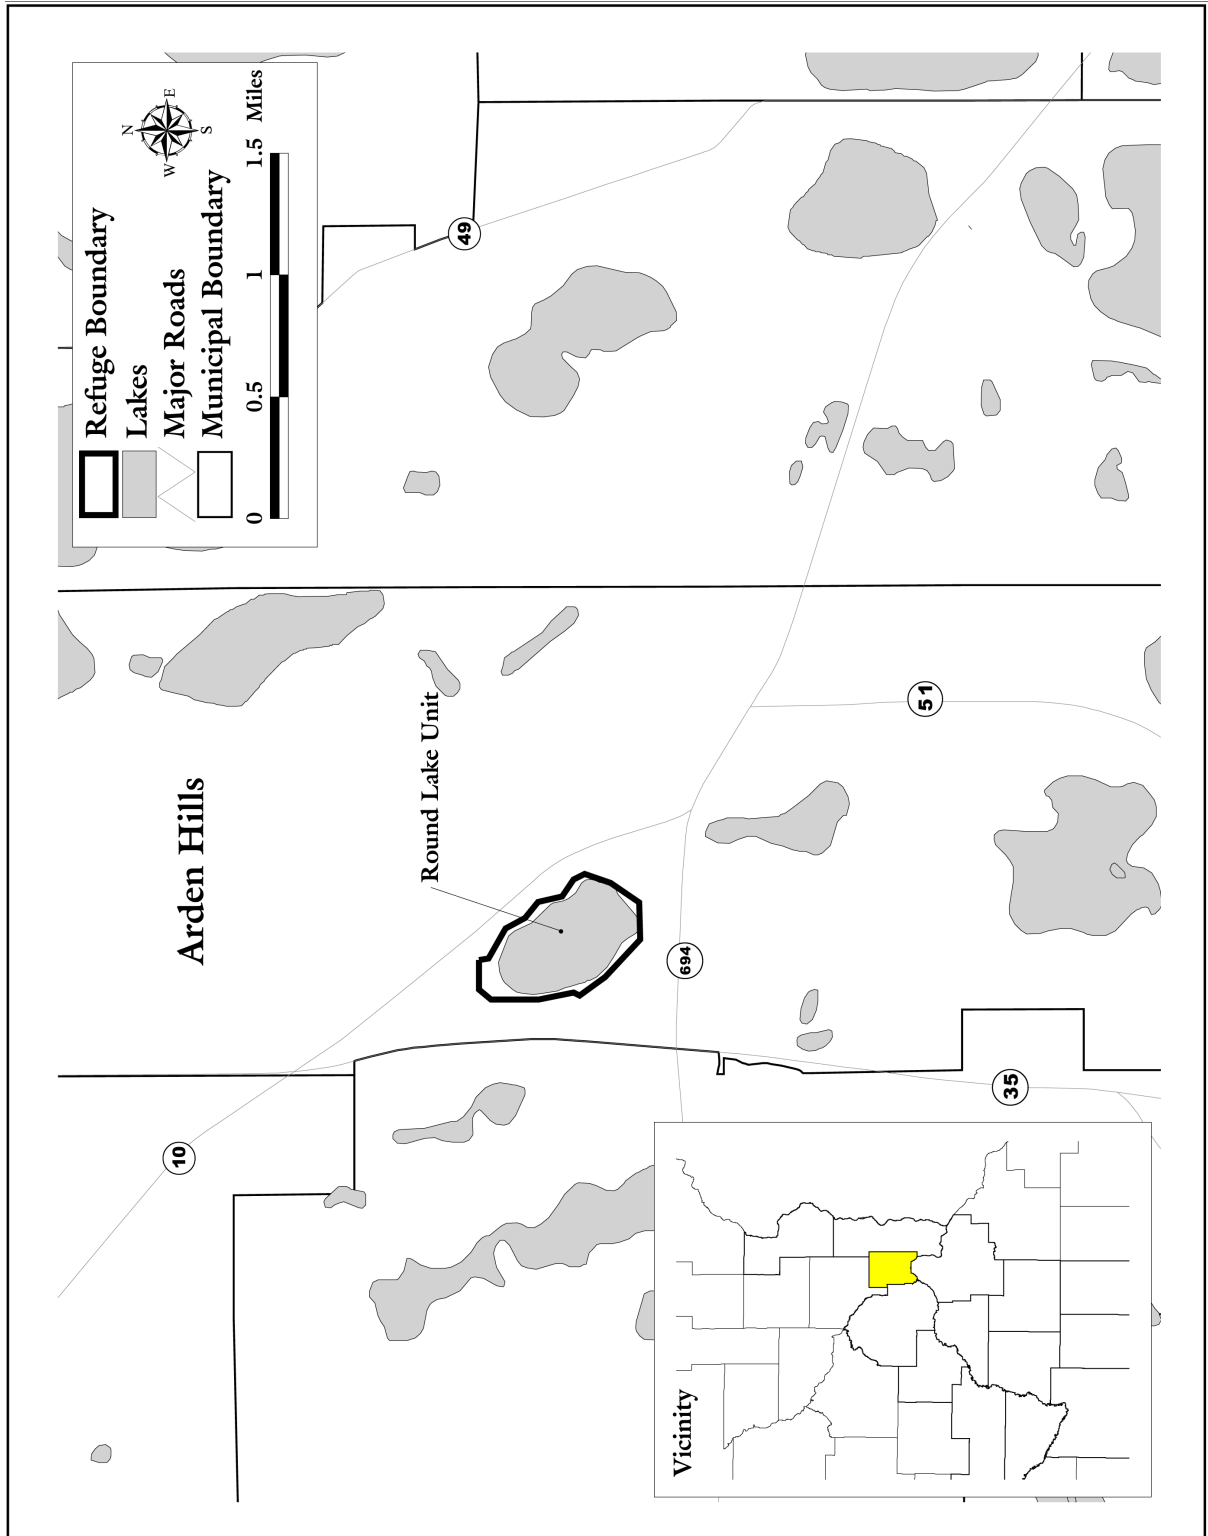 Refuge Boundary
Lakes
Major Roads
Municipal Boundary
N
W
E
S
0 0.5 1 1.5 Miles
Arden Hills
Round Lake Unit
10
49
694
51
35
Vicinity